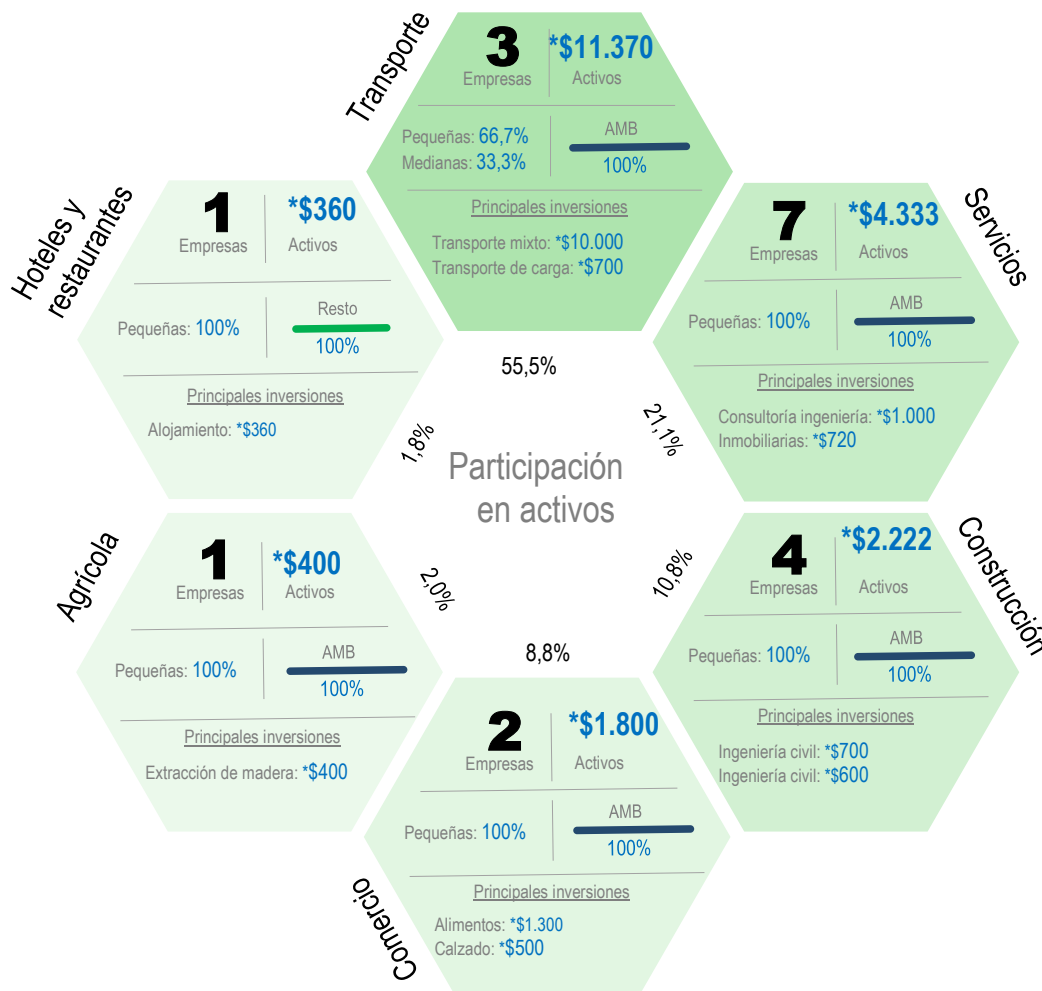 Transporte
3
*$11.370
Empresas
Activos
Pequeñas: 66,7%
Medianas: 33,3%
AMB
100%
Principales inversiones
Transporte mixto: *$10.000
Transporte de carga: *$700
Hoteles y
restaurantes
1
*$360
Empresas
Activos
Pequeñas: 100%
Resto
100%
Principales inversiones
Alojamiento: *$360
Servicios
7
*$4.333
Empresas
Activos
Pequeñas: 100%
AMB
100%
Principales inversiones
Consultoría ingeniería: *$1.000
Inmobiliarias: *$720
55,5%
1,8%
21,1%
Participación
en activos
2,0%
10,8%
8,8%
Agrícola
1
*$400
Empresas
Activos
Pequeñas: 100%
AMB
100%
Principales inversiones
Extracción de madera: *$400
Construcción
4
*$2.222
Empresas
Activos
Pequeñas: 100%
AMB
100%
Principales inversiones
Ingeniería civil: *$700
Ingeniería civil: *$600
Comercio
2
*$1.800
Empresas
Activos
Pequeñas: 100%
AMB
100%
Principales inversiones
Alimentos: *$1.300
Calzado: *$500